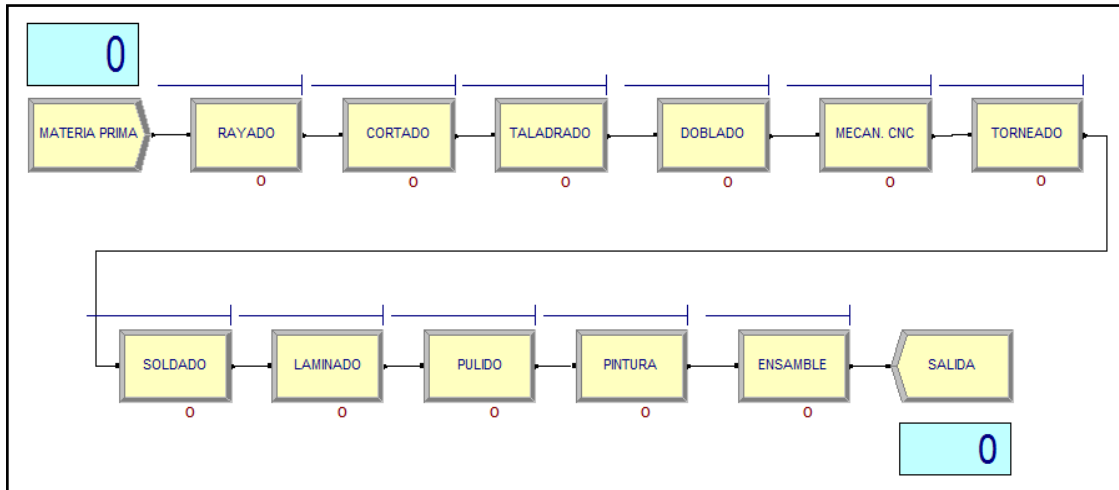 0
MATERIA PRIMA
RAYADO
CORTADO
TALADRADO
DOBLADO
MECAN. CNC
TORNEADO
0
0
0
0
0
0
SOLDADO
LAMINADO
PULIDO
PINTURA
ENSAMBLE
SALIDA
0
0
0
0
0
0